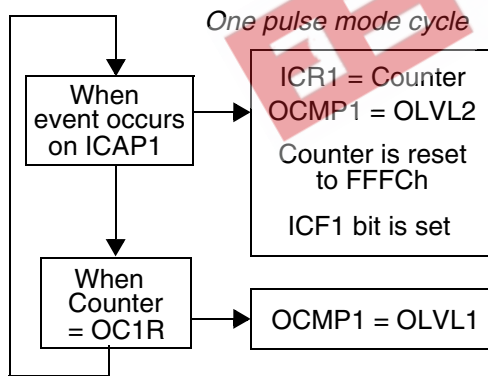 One pulse mode cycle
When
event occurs
on ICAP1
ICR1 = Counter
OCMP1 = OLVL2
Counter is reset
to FFFCh
ICF1 bit is set
When
Counter
= OC1R
OCMP1 = OLVL1